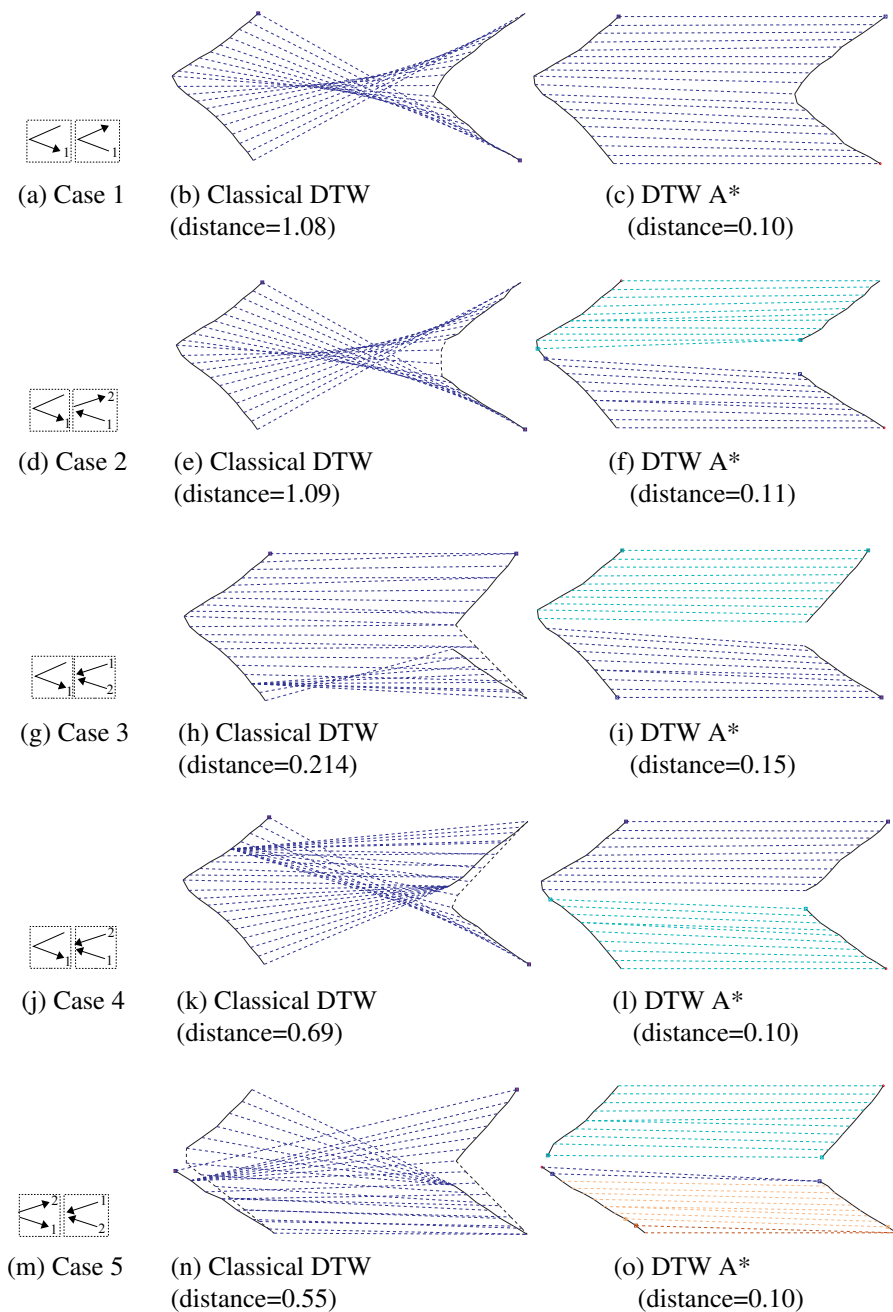 1 1
(a) Case 1
(b) Classical DTW
(distance=1.08)
(c) DTW A*
(distance=0.10)
1 2 1
(d) Case 2
(e) Classical DTW
(distance=1.09)
(f) DTW A*
(distance=0.11)
1 1 2
(g) Case 3
(h) Classical DTW
(distance=0.214)
(i) DTW A*
(distance=0.15)
1 2 1
(j) Case 4
(k) Classical DTW
(distance=0.69)
(l) DTW A*
(distance=0.10)
2 1 1 2
(m) Case 5
(n) Classical DTW
(distance=0.55)
(o) DTW A*
(distance=0.10)